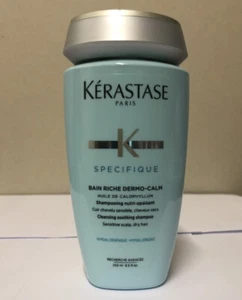 KÉRASTASE
PARIS
K
SPECIFIQUE
BAIN RICHE DERMO-CALM
HUILE DE CALOPHYLLUM
Shampooing nutri-apaisant
Cuir chevelu sensible, cheveux secs
Cleansing soothing shampoo
Sensitive scalp, dry hair